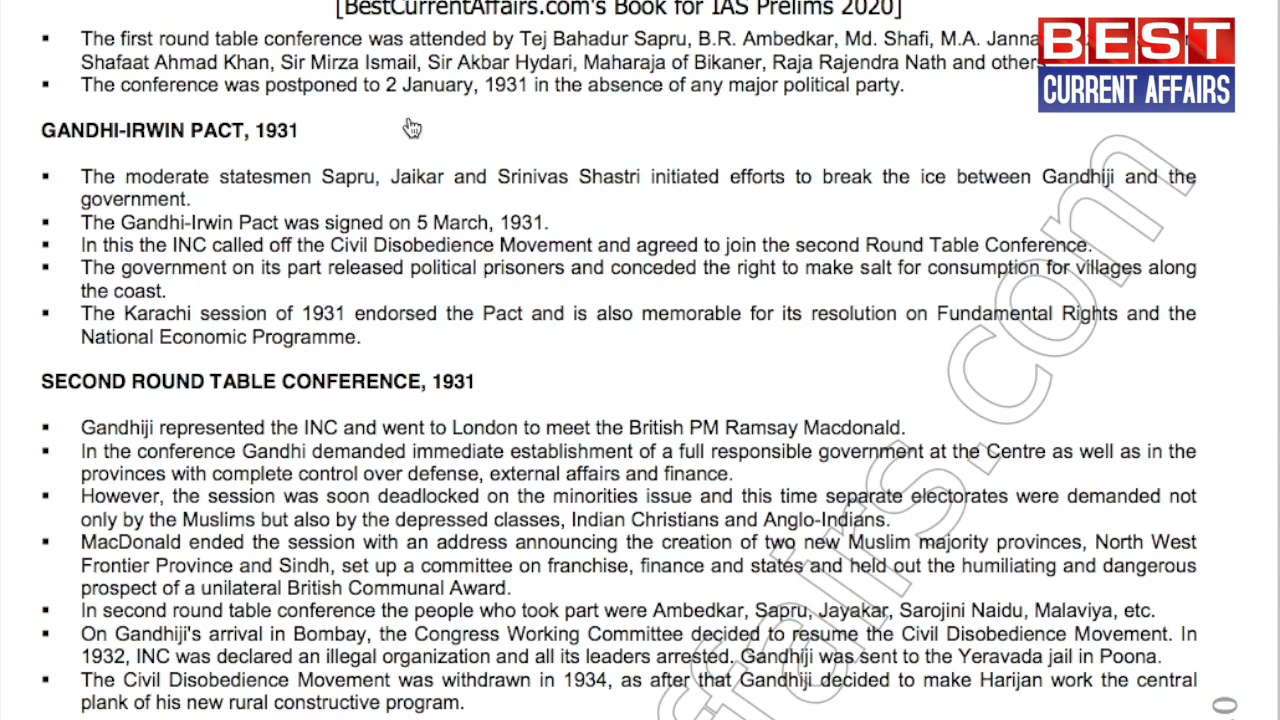 [BestCurrentAffairs.com's Book for IAS Prelims 2020]
▪ The first round table conference was attended by Tej Bahadur Sapru, B.R. Ambedkar, Md. Shafi, M.A. Janna
Shafaat Ahmad Khan, Sir Mirza Ismail, Sir Akbar Hydari, Maharaja of Bikaner, Raja Rajendra Nath and others
▪ The conference was postponed to 2 January, 1931 in the absence of any major political party.
BEST
CURRENT AFFAIRS
GANDHI-IRWIN PACT, 1931
▪ The moderate statesmen Sapru, Jaikar and Srinivas Shastri initiated efforts to break the ice between Gandhiji and the
government.
▪ The Gandhi-Irwin Pact was signed on 5 March, 1931.
▪ In this the INC called off the Civil Disobedience Movement and agreed to join the second Round Table Conference.
▪ The government on its part released political prisoners and conceded the right to make salt for consumption for villages along
the coast.
▪ The Karachi session of 1931 endorsed the Pact and is also memorable for its resolution on Fundamental Rights and the
National Economic Programme.
SECOND ROUND TABLE CONFERENCE, 1931
▪ Gandhiji represented the INC and went to London to meet the British PM Ramsay Macdonald.
▪ In the conference Gandhi demanded immediate establishment of a full responsible government at the Centre as well as in the
provinces with complete control over defense, external affairs and finance.
▪ However, the session was soon deadlocked on the minorities issue and this time separate electorates were demanded not
only by the Muslims but also by the depressed classes, Indian Christians and Anglo-Indians.
▪ MacDonald ended the session with an address announcing the creation of two new Muslim majority provinces, North West
Frontier Province and Sindh, set up a committee on franchise, finance and states and held out the humiliating and dangerous
prospect of a unilateral British Communal Award.
▪ In second round table conference the people who took part were Ambedkar, Sapru, Jayakar, Sarojini Naidu, Malaviya, etc.
▪ On Gandhiji's arrival in Bombay, the Congress Working Committee decided to resume the Civil Disobedience Movement. In
1932, INC was declared an illegal organization and all its leaders arrested. Gandhiji was sent to the Yeravada jail in Poona.
▪ The Civil Disobedience Movement was withdrawn in 1934, as after that Gandhiji decided to make Harijan work the central
plank of his new rural constructive program.
ffairs.com